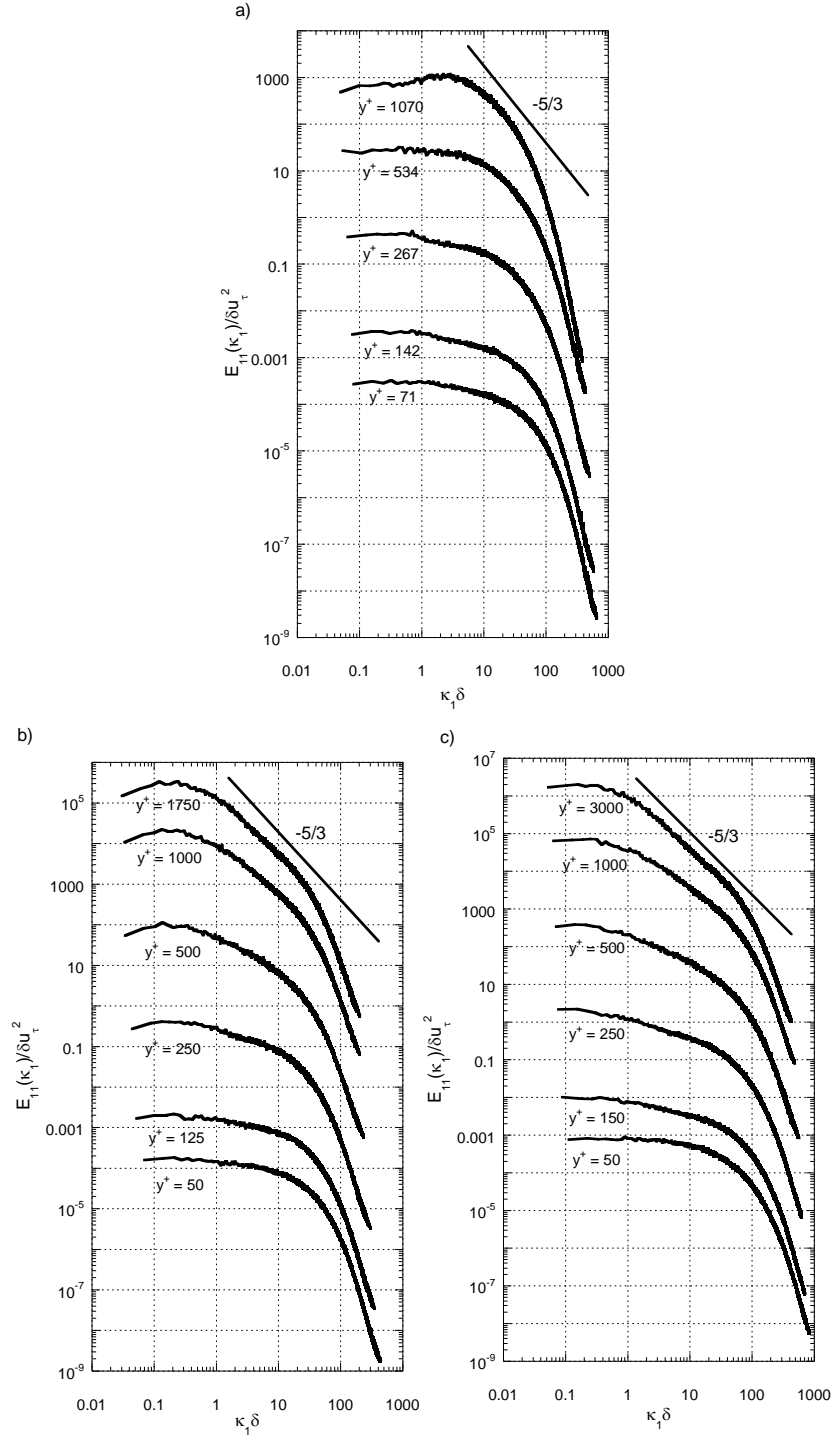 a)
1000
10
0.1
0.001
10⁻⁵
10⁻⁷
10⁻⁹
E₁₁(κ₁)/δu_τ²
y⁺ = 1070
y⁺ = 534
y⁺ = 267
y⁺ = 142
y⁺ = 71
-5/3
0.01 0.1 1 10 100 1000
κ₁δ
b)
10⁵
1000
10
0.1
0.001
10⁻⁵
10⁻⁷
10⁻⁹
E₁₁(κ₁)/δu_τ²
y⁺ = 1750
y⁺ = 1000
y⁺ = 500
y⁺ = 250
y⁺ = 125
y⁺ = 50
-5/3
0.01 0.1 1 10 100 1000
κ₁δ
c)
10⁷
10⁵
1000
10
0.1
0.001
10⁻⁵
10⁻⁷
10⁻⁹
E₁₁(κ₁)/δu_τ²
y⁺ = 3000
y⁺ = 1000
y⁺ = 500
y⁺ = 250
y⁺ = 150
y⁺ = 50
-5/3
0.01 0.1 1 10 100 1000
κ₁δ